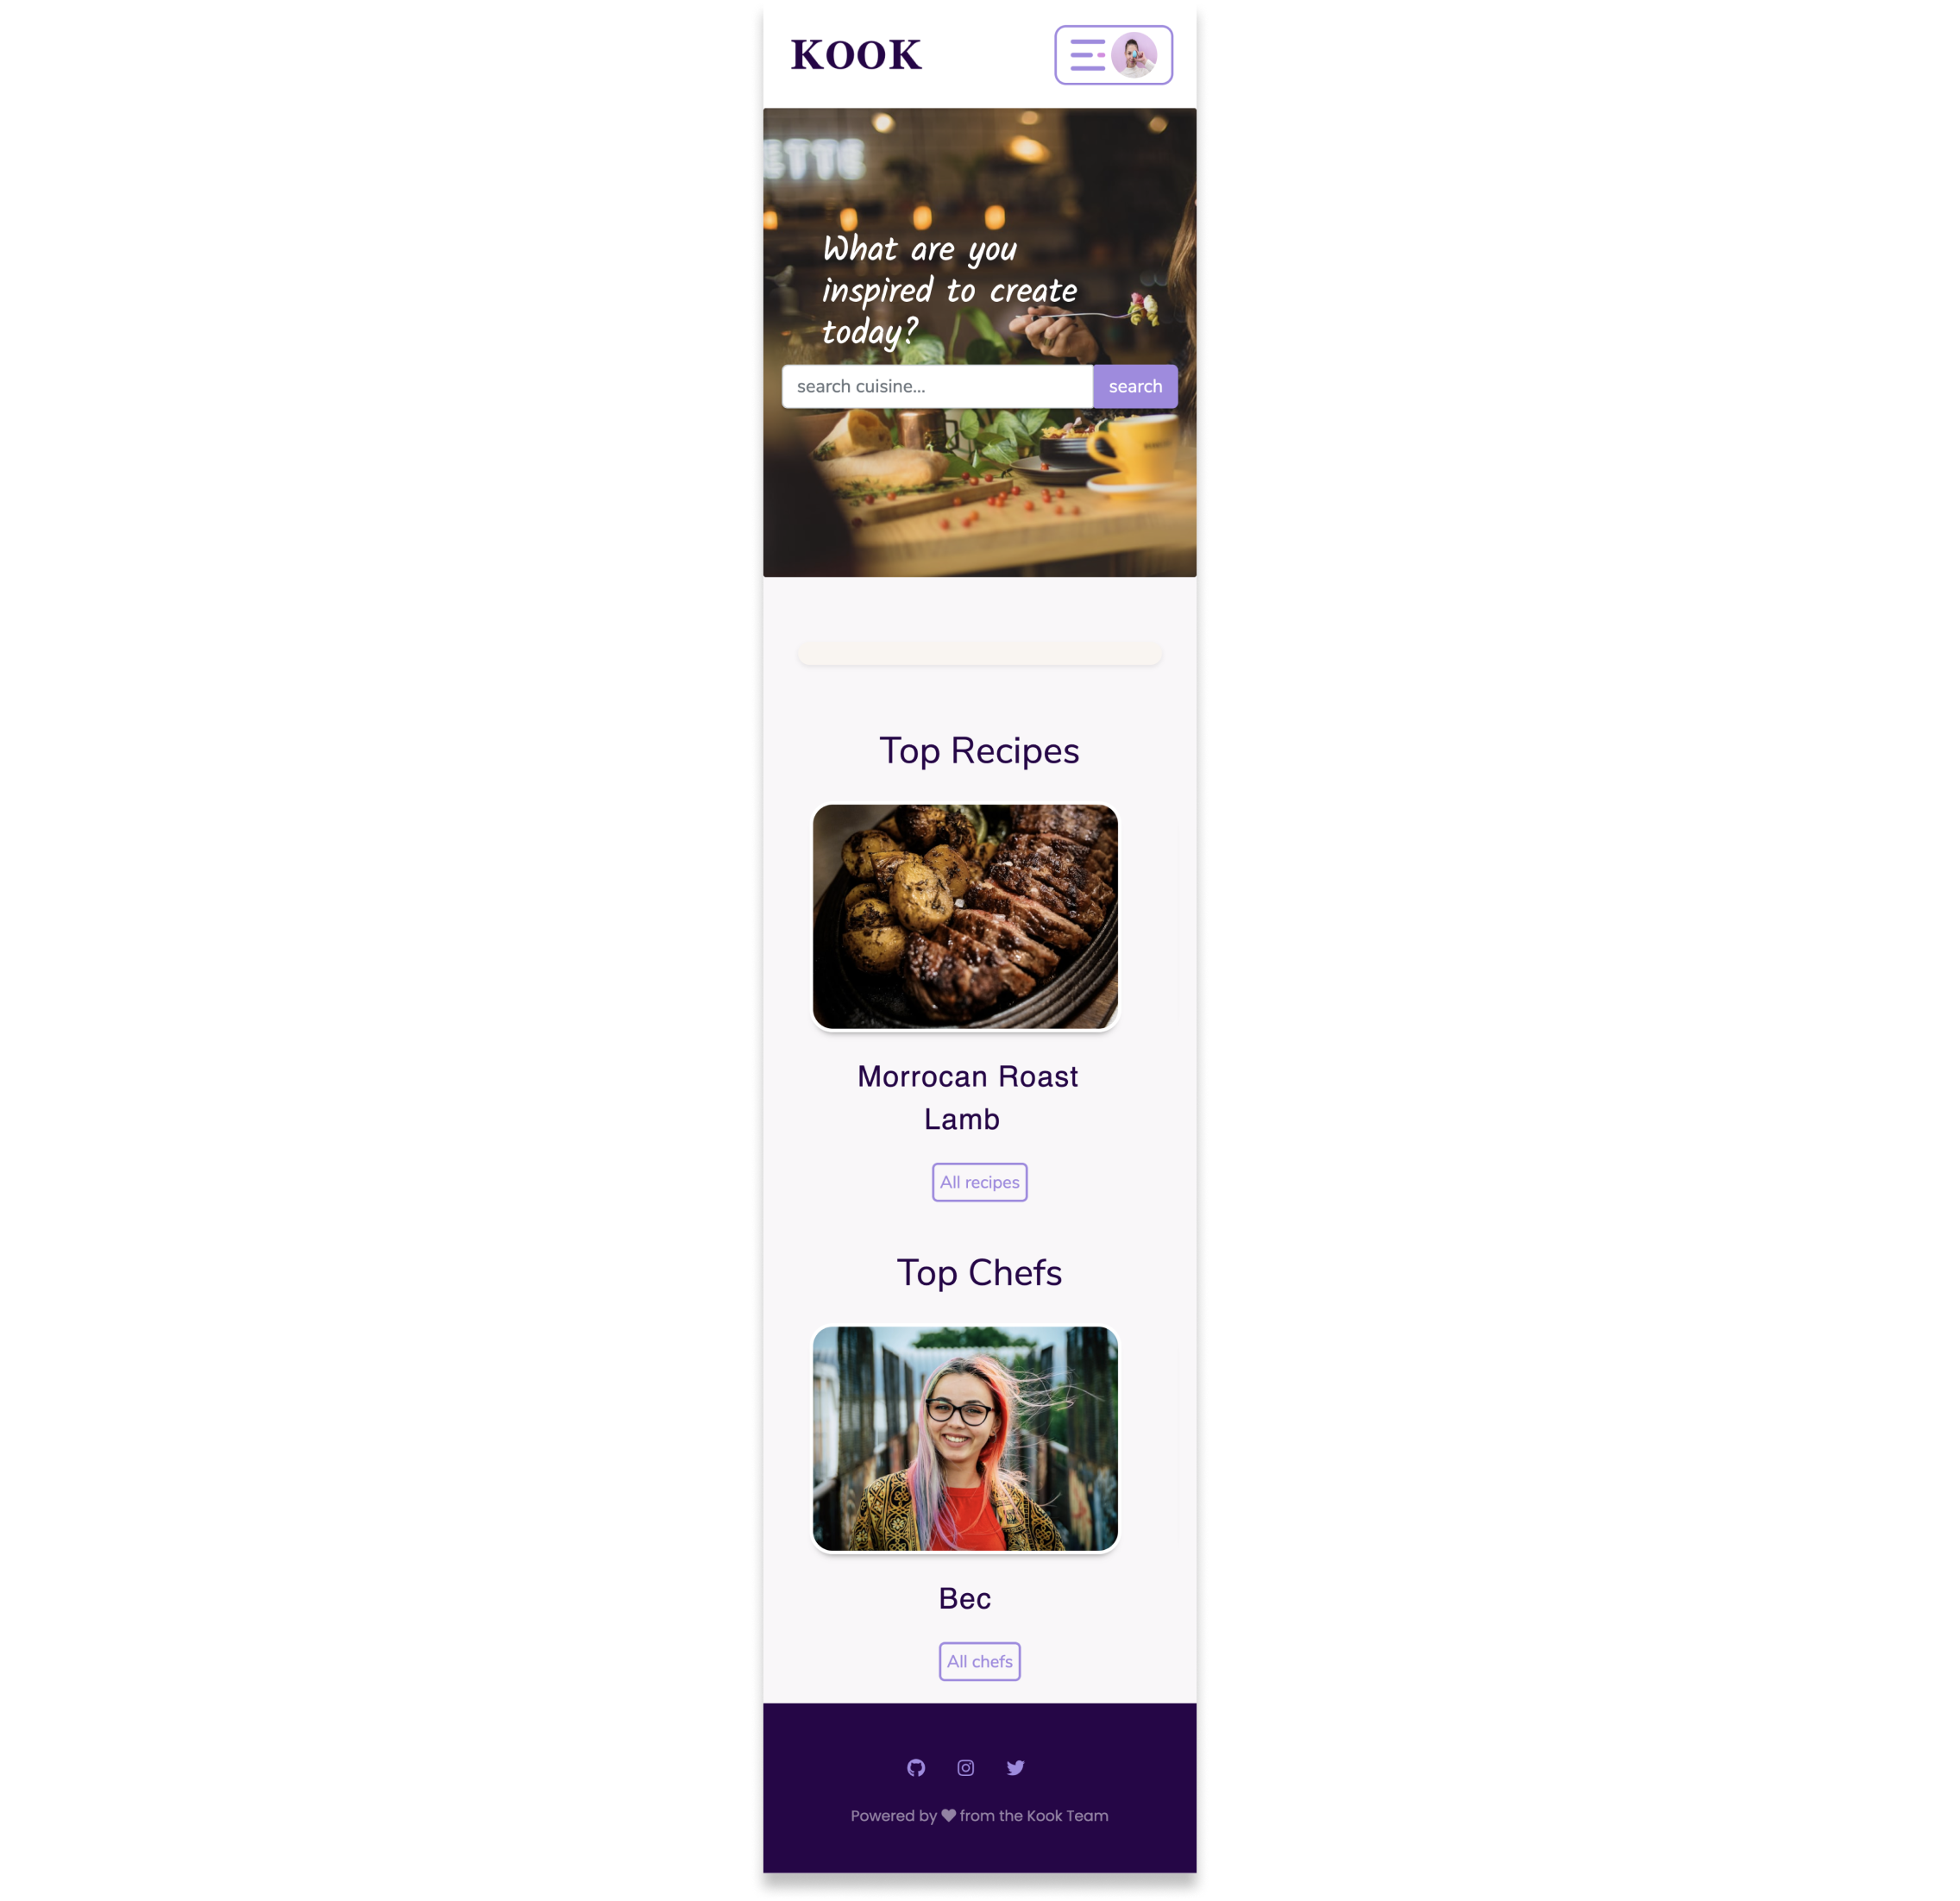 KOOK
ETTE
What are you
inspired to create
today?
search cuisine...
search
Top Recipes
Morrocan Roast
Lamb
All recipes
Top Chefs
Bec
All chefs
Powered by ♥ from the Kook Team